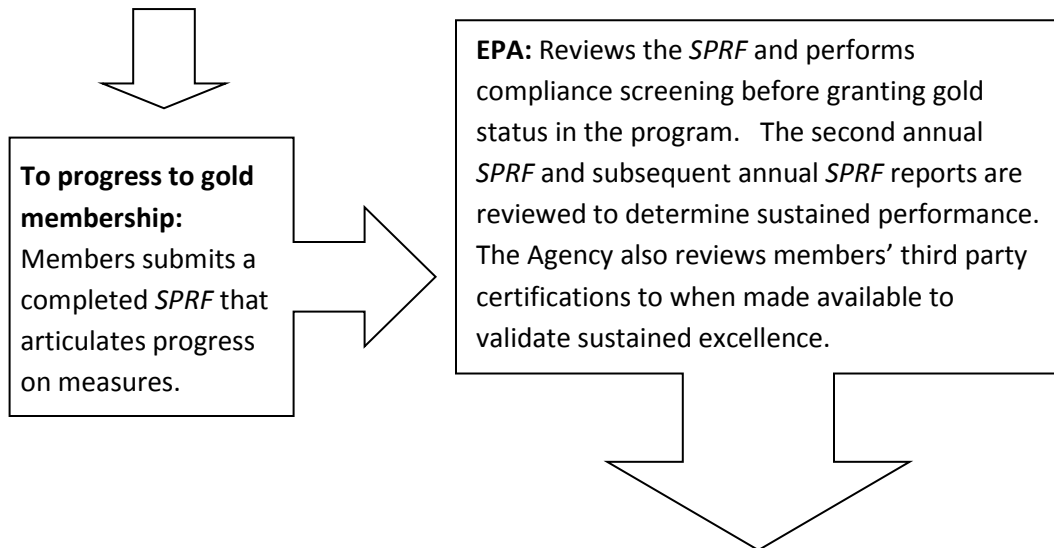 To progress to gold
membership:
Members submits a
completed SPRF that
articulates progress
on measures.
EPA: Reviews the SPRF and performs
compliance screening before granting gold
status in the program. The second annual
SPRF and subsequent annual SPRF reports are
reviewed to determine sustained performance.
The Agency also reviews members’ third party
certifications to when made available to
validate sustained excellence.